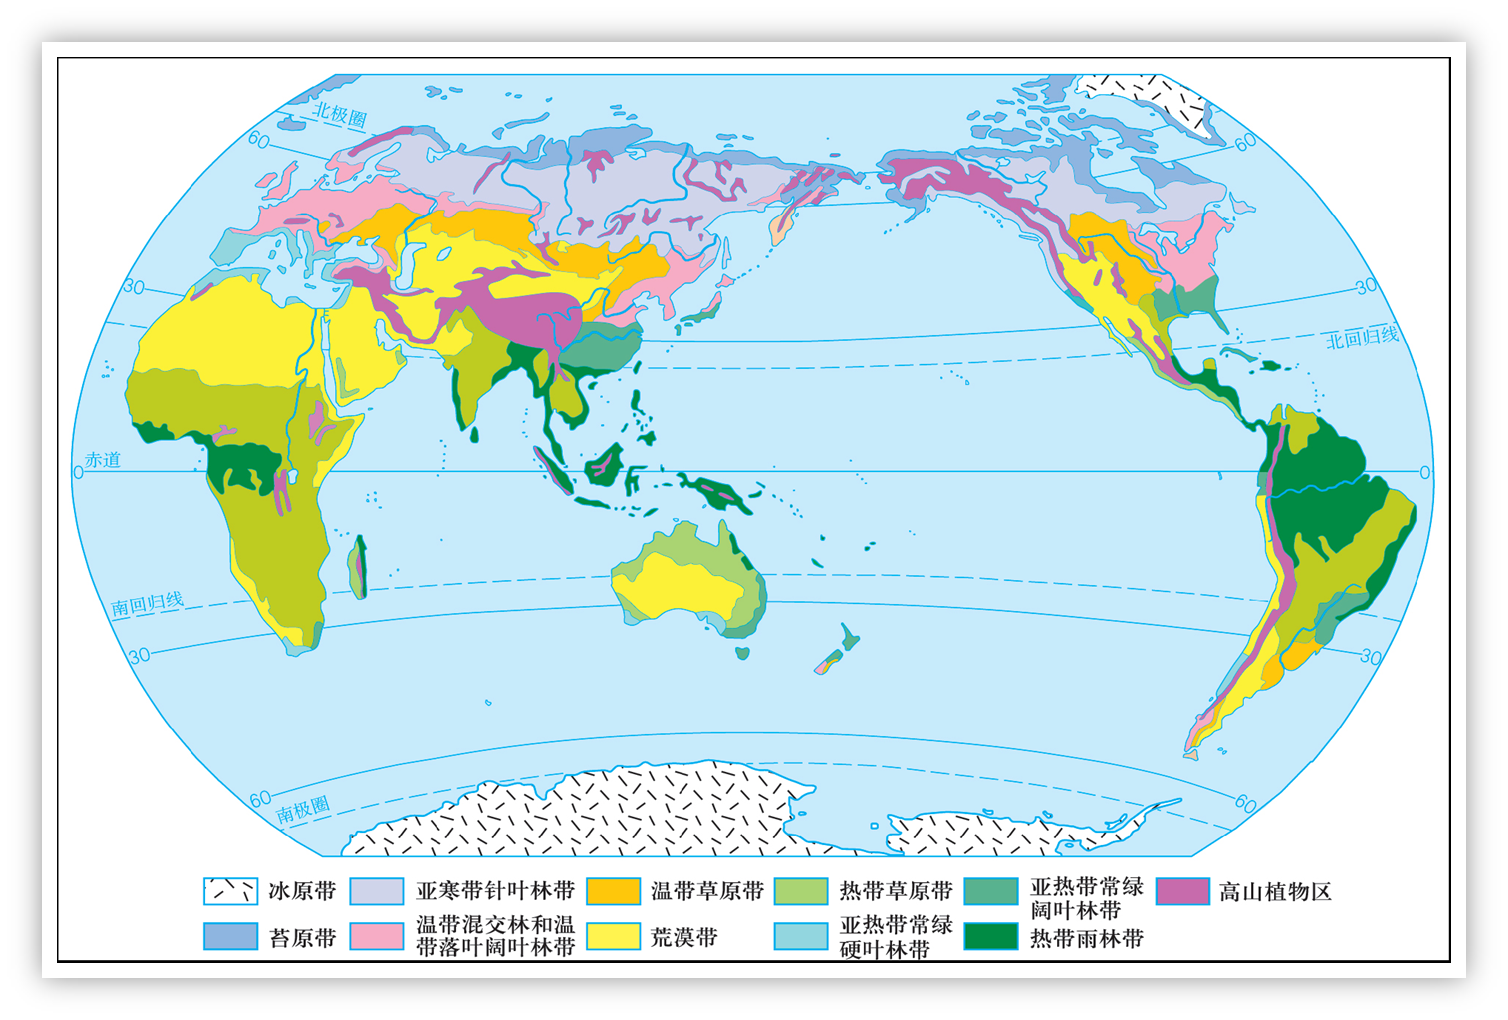 北极圈
60
60
30
30
北回归线
赤道
0
0
南回归线
30
30
60
南极圈
60
冰原带
亚寒带针叶林带
温带草原带
热带草原带
亚热带常绿
阔叶林带
高山植物区
苔原带
温带混交林和温
带落叶阔叶林带
荒漠带
亚热带常绿
硬叶林带
热带雨林带